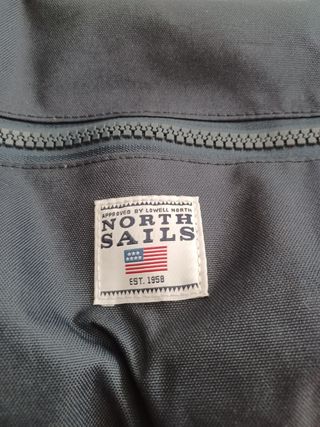 APPROVED BY LOWELL NORTH
NORTH
SAILS
EST. 1958